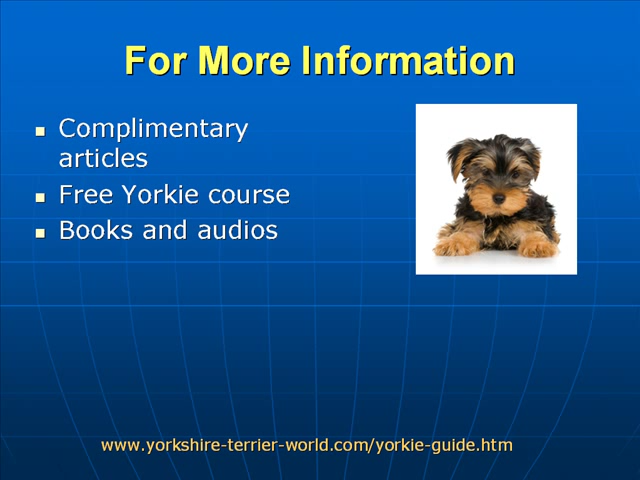 For More Information
Complimentary
articles
Free Yorkie course
Books and audios
www.yorkshire-terrier-world.com/yorkie-guide.htm